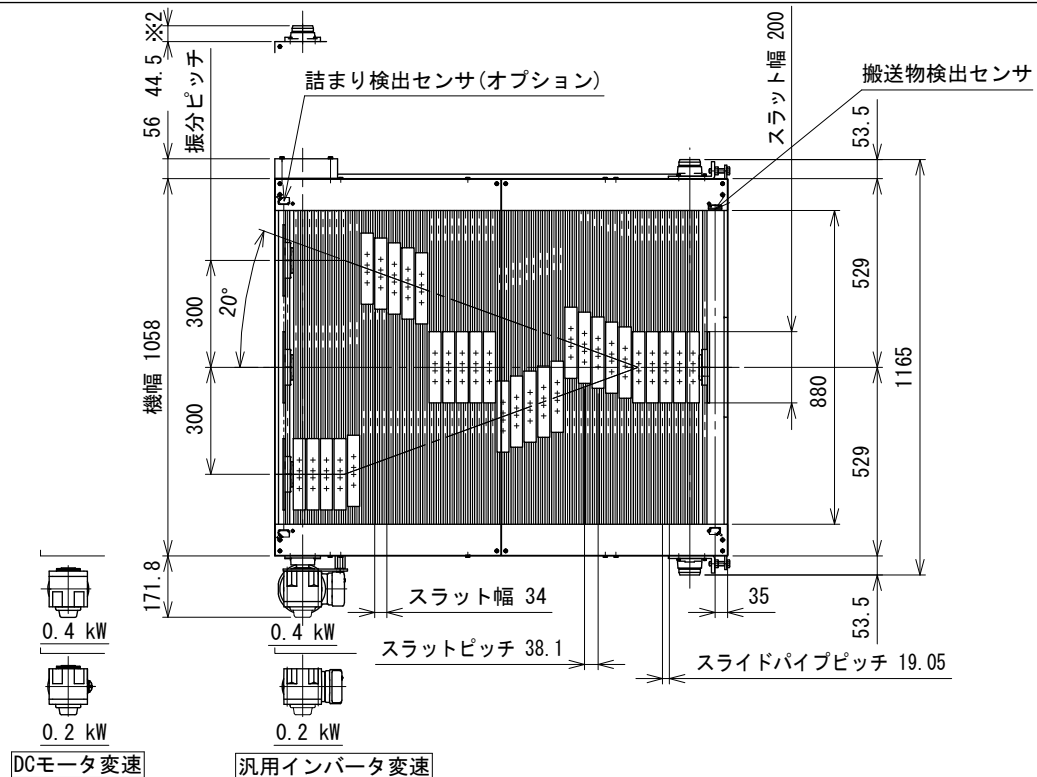 44.5 ※2
56
振分ピッチ
詰まり検出センサ(オプション)
スラット幅 200
搬送物検出センサ
53.5
機幅 1058
300
20°
300
529
880
1165
529
171.8
53.5
スラット幅 34
35
スラットピッチ 38.1
スライドパイプピッチ 19.05
0.4 kW
0.4 kW
0.2 kW
0.2 kW
DCモータ変速
汎用インバータ変速